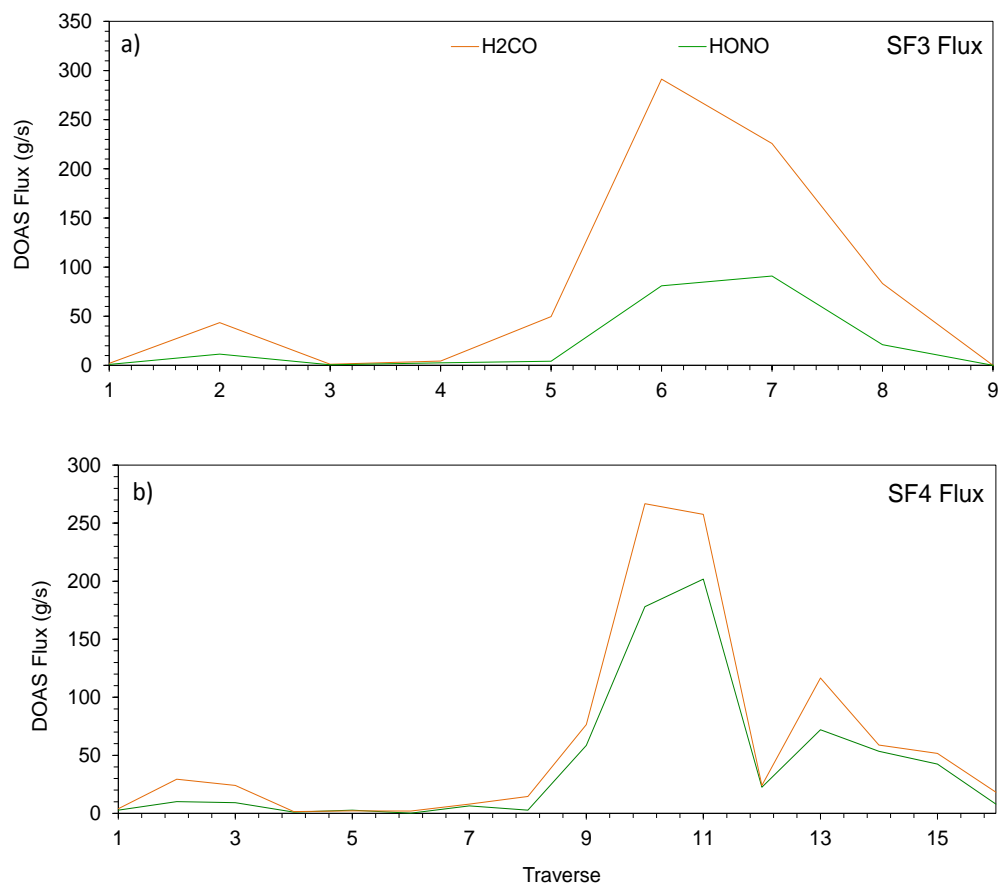 a)
H2CO
HONO
SF3 Flux
DOAS Flux (g/s)
350
300
250
200
150
100
50
0
1 2 3 4 5 6 7 8 9
b)
SF4 Flux
DOAS Flux (g/s)
300
250
200
150
100
50
0
1 3 5 7 9 11 13 15
Traverse